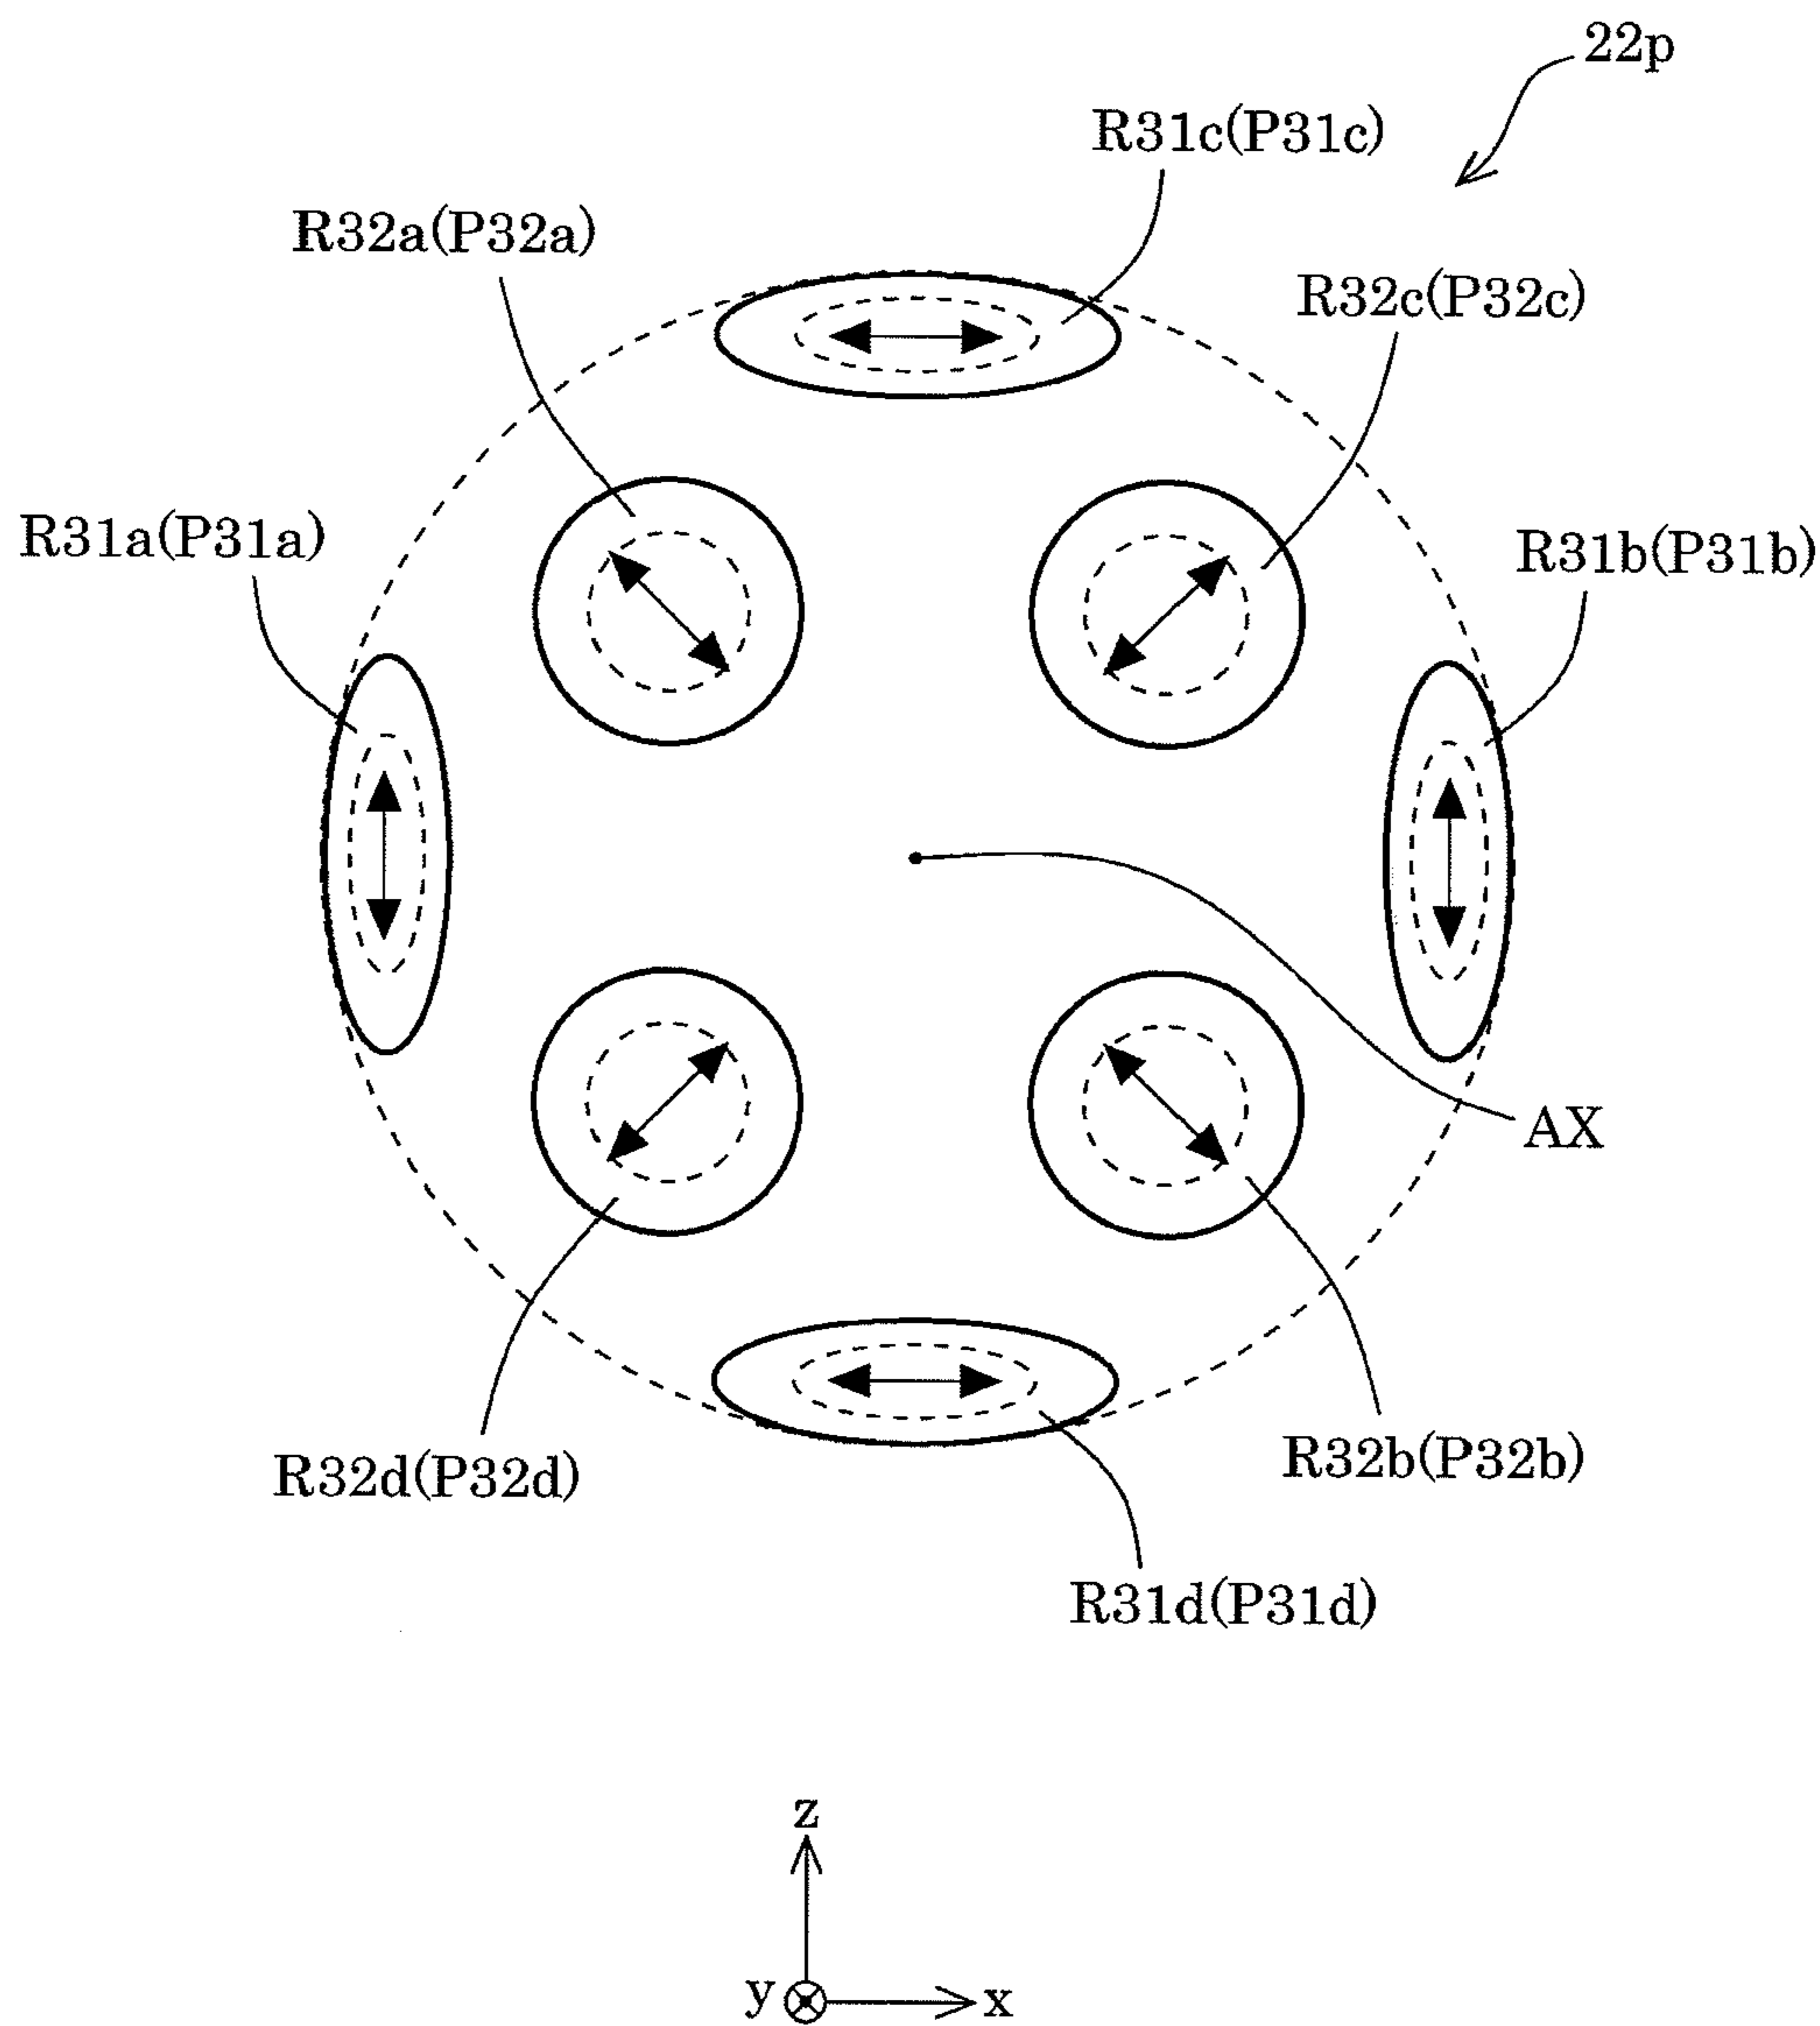 22p
R31c(P31c)
R32a(P32a)
R32c(P32c)
R31a(P31a)
R31b(P31b)
AX
R32b(P32b)
R32d(P32d)
R31d(P31d)
z
y
x